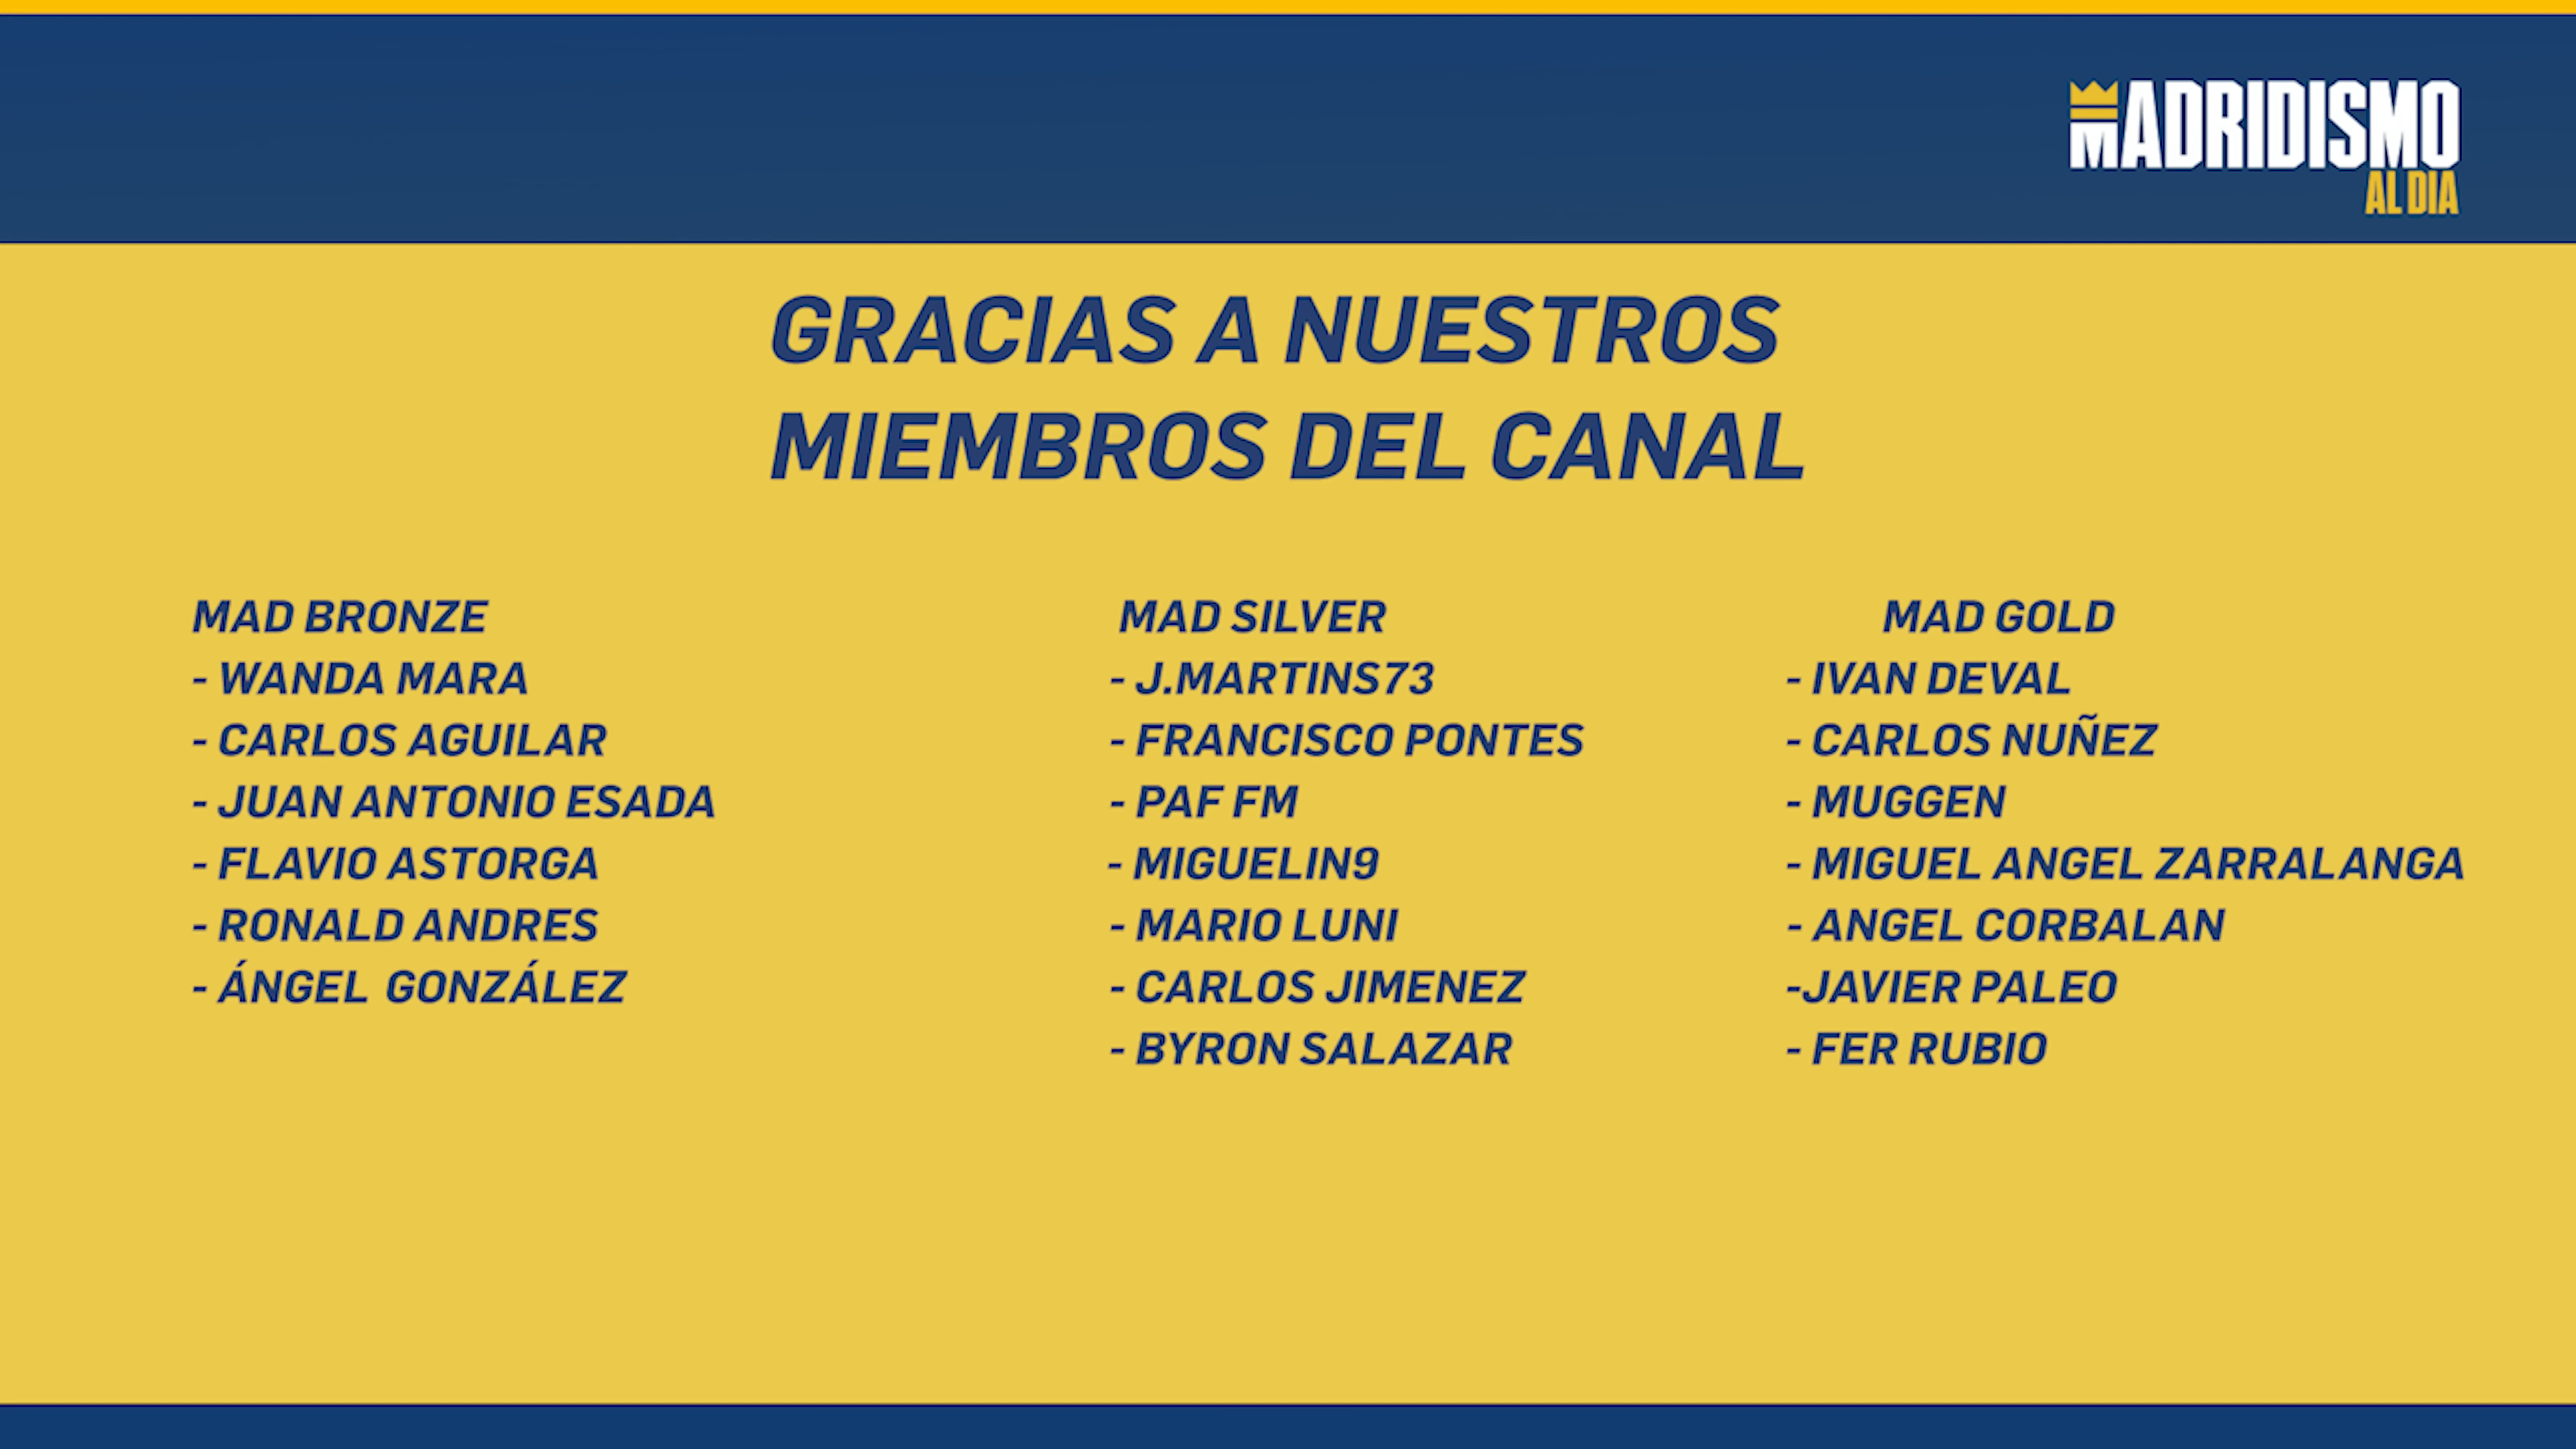 MADRIDISMO
AL DIA
GRACIAS A NUESTROS
MIEMBROS DEL CANAL
MAD BRONZE
- WANDA MARA
- CARLOS AGUILAR
- JUAN ANTONIO ESADA
- FLAVIO ASTORGA
- RONALD ANDRES
- ÁNGEL GONZÁLEZ
MAD SILVER
- J.MARTINS73
- FRANCISCO PONTES
- PAF FM
- MIGUELIN9
- MARIO LUNI
- CARLOS JIMENEZ
- BYRON SALAZAR
MAD GOLD
- IVAN DEVAL
- CARLOS NUÑEZ
- MUGGEN
- MIGUEL ANGEL ZARRALANGA
- ANGEL CORBALAN
-JAVIER PALEO
- FER RUBIO